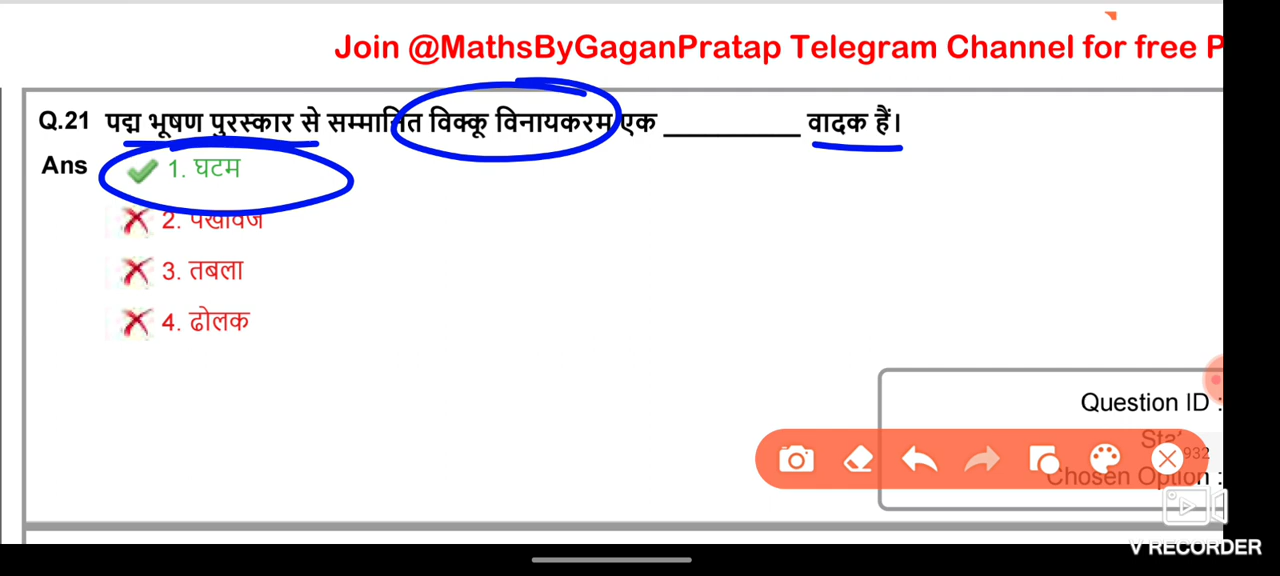 Join @MathsByGaganPratap Telegram Channel for free P
Q.21 पद्म भूषण पुरस्कार से सम्मानित विक्कू विनायकरम एक __________ वादक हैं।
Ans 1. घटम
2. पखावज
3. तबला
4. ढोलक
Question ID :
932
Chosen Option :
V RECORDER